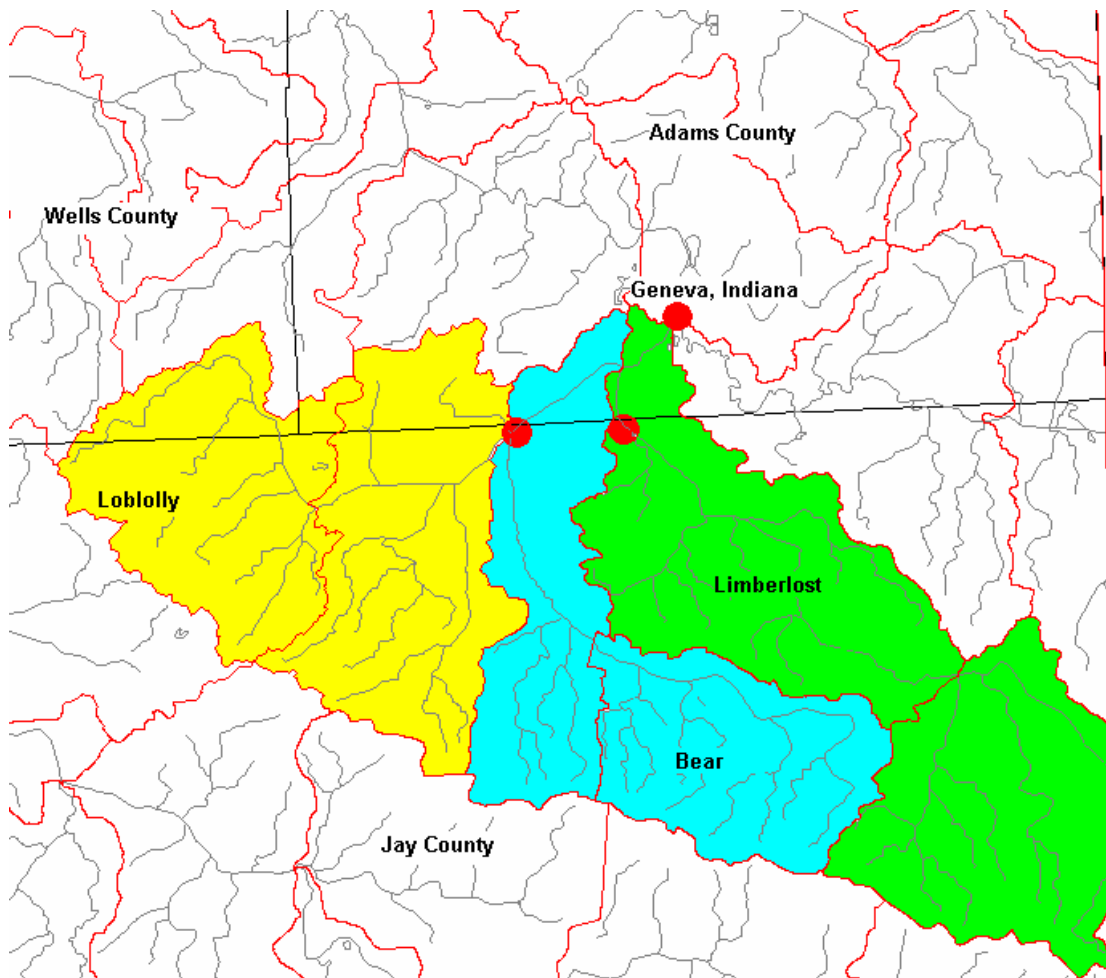 Adams County
Wells County
Geneva, Indiana
Loblolly
Limberlost
Bear
Jay County